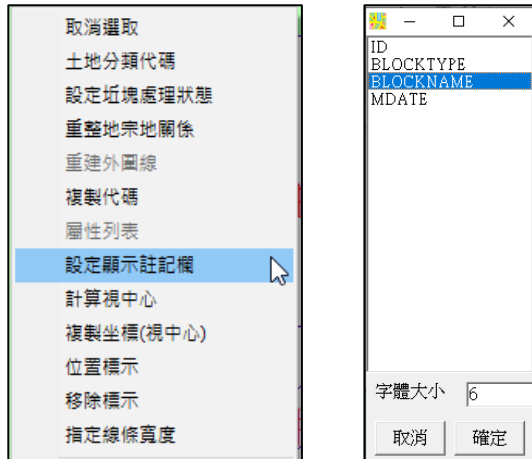 取消選取
土地分類代碼
設定坵塊處理狀態
重整地宗地關係
重建外圍線
複製代碼
屬性列表
設定顯示註記欄
計算視中心
複製坐標(視中心)
位置標示
移除標示
指定線條寬度
ID
BLOCKTYPE
BLOCKNAME
MDATE
字體大小 6
取消 確定